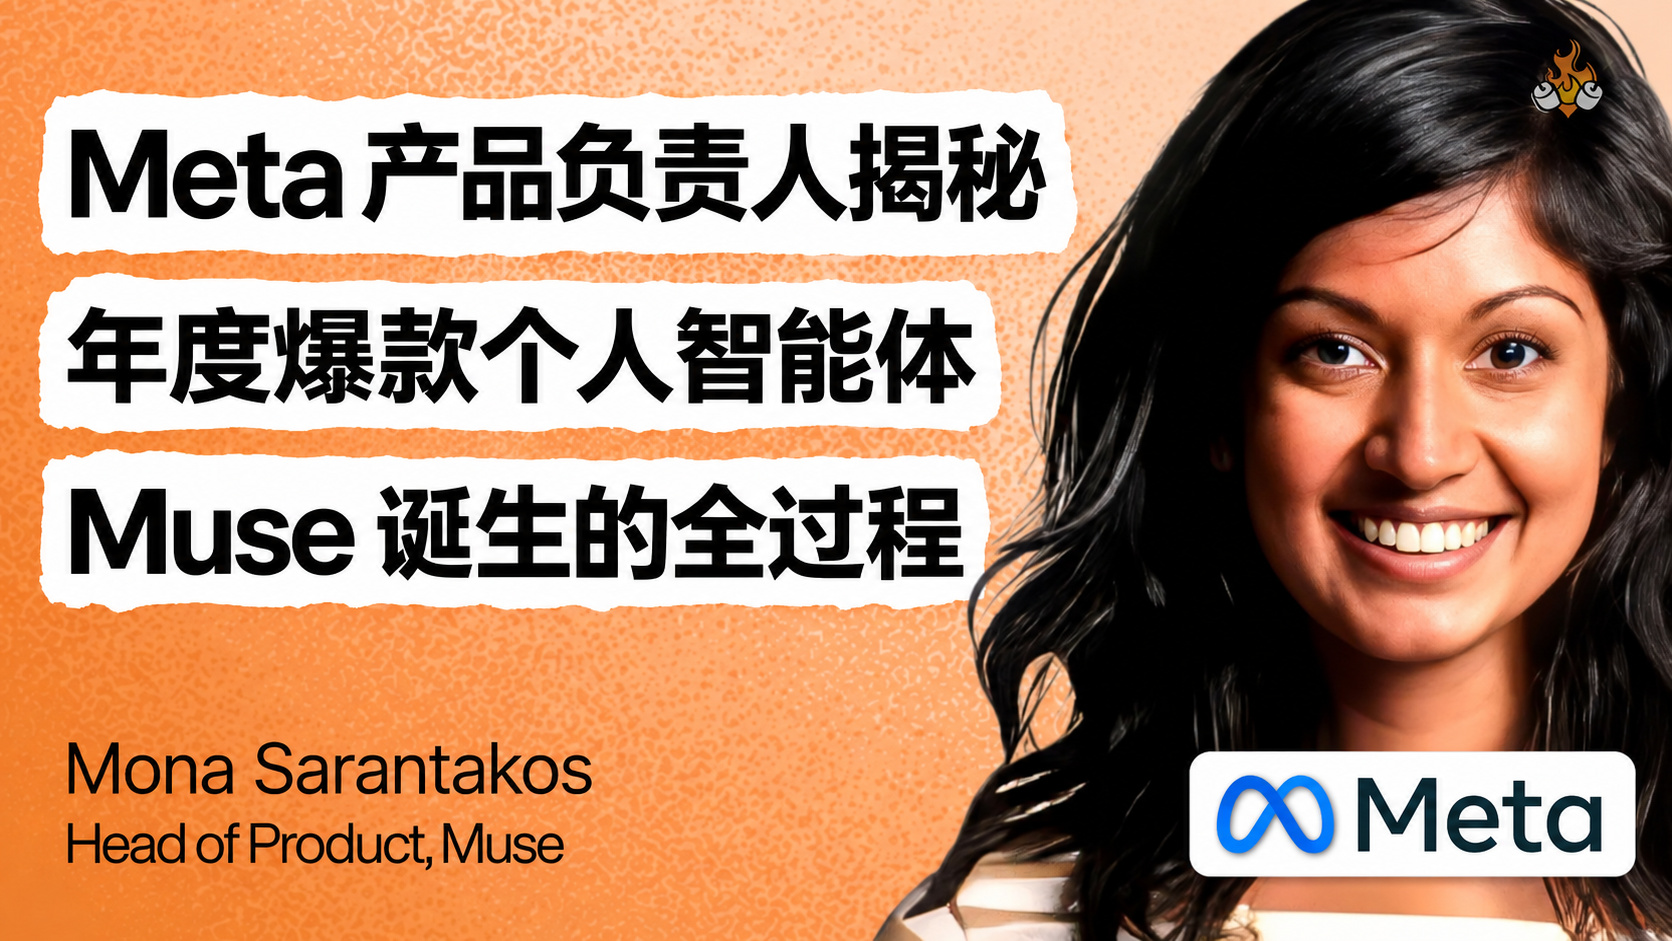 Meta 产品负责人揭秘
年度爆款个人智能体
Muse 诞生的全过程
Mona Sarantakos
Head of Product, Muse
Meta